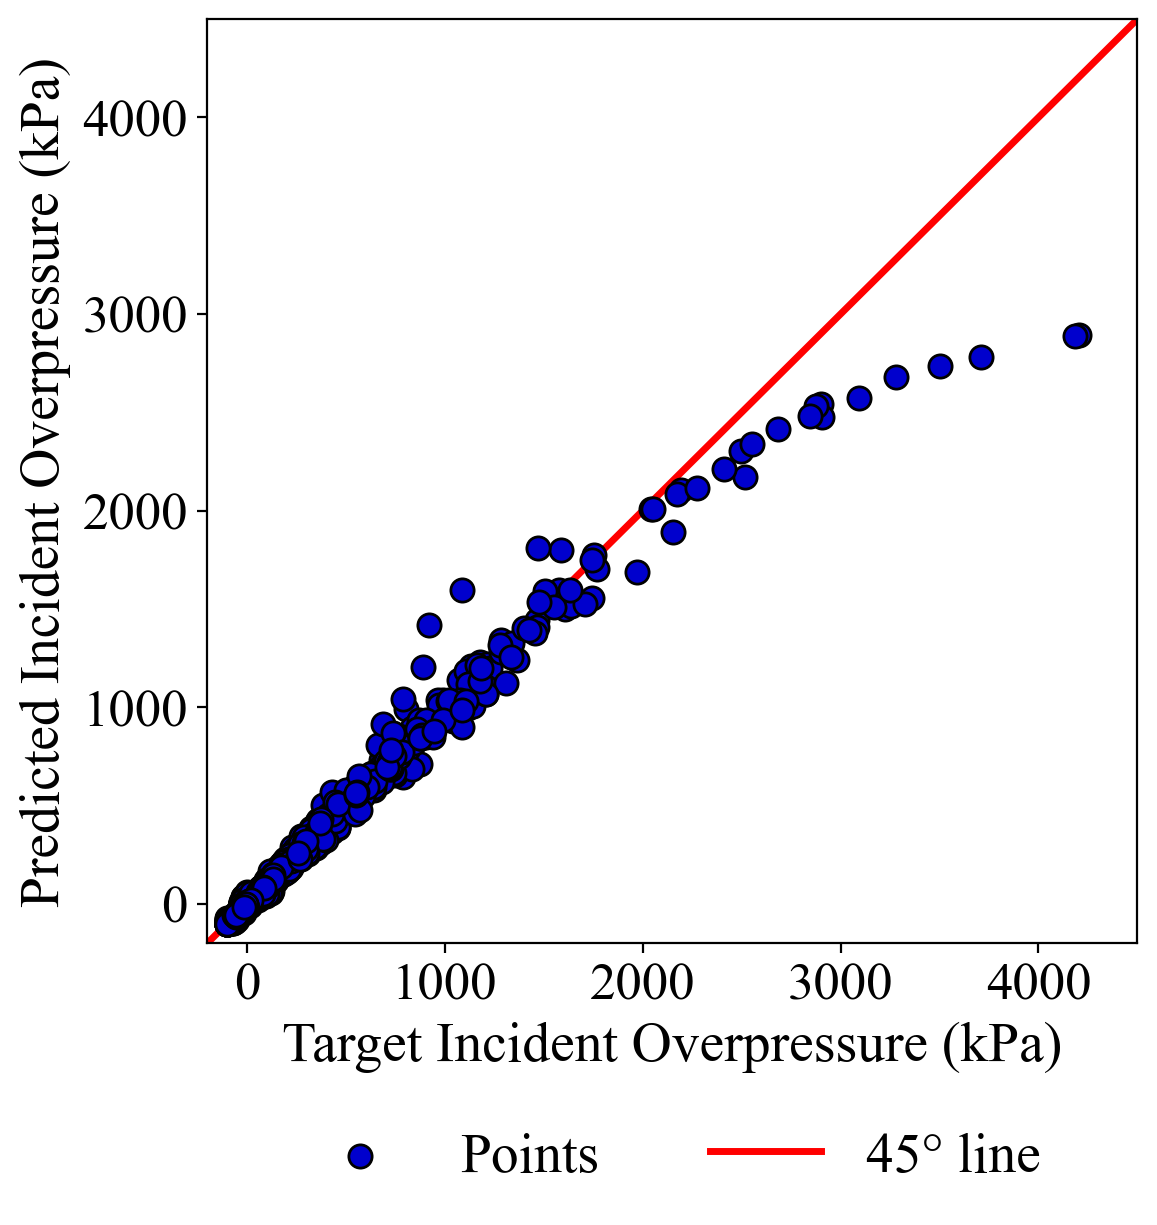 Predicted Incident Overpressure (kPa)
4000
3000
2000
1000
0
0 1000 2000 3000 4000
Target Incident Overpressure (kPa)
Points 45° line